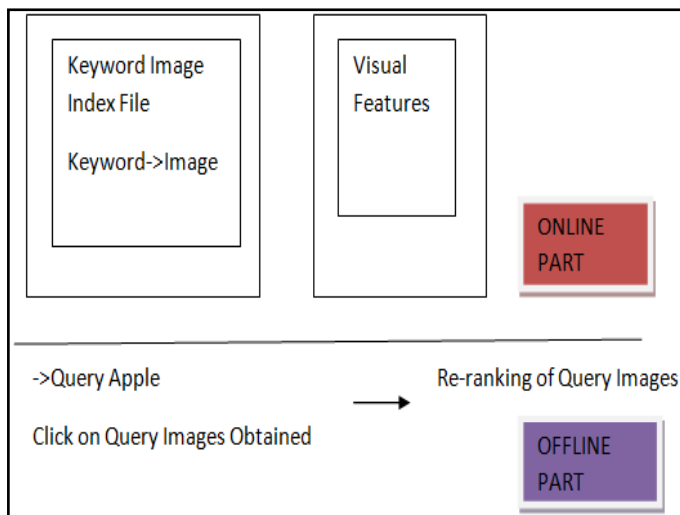 Keyword Image
Index File
Keyword->Image
Visual
Features
ONLINE
PART
->Query Apple
Re-ranking of Query Images
Click on Query Images Obtained
OFFLINE
PART